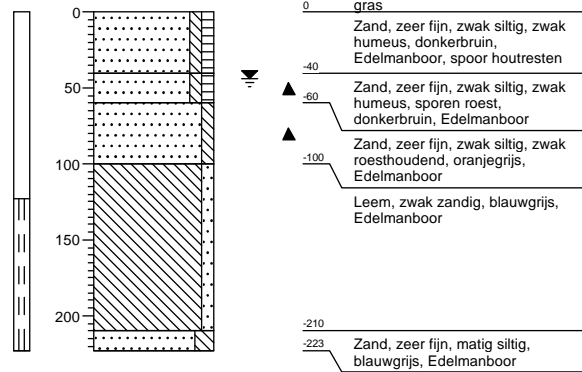 0
50
100
150
200
0
gras
Zand, zeer fijn, zwak siltig, zwak
humeus, donkerbruin,
Edelmanboor, spoor houtresten
-40
Zand, zeer fijn, zwak siltig, zwak
humeus, sporen roest,
donkerbruin, Edelmanboor
-60
Zand, zeer fijn, zwak siltig, zwak
roesthoudend, oranjegrijs,
Edelmanboor
-100
Leem, zwak zandig, blauwgrijs,
Edelmanboor
-210
Zand, zeer fijn, matig siltig,
blauwgrijs, Edelmanboor
-223